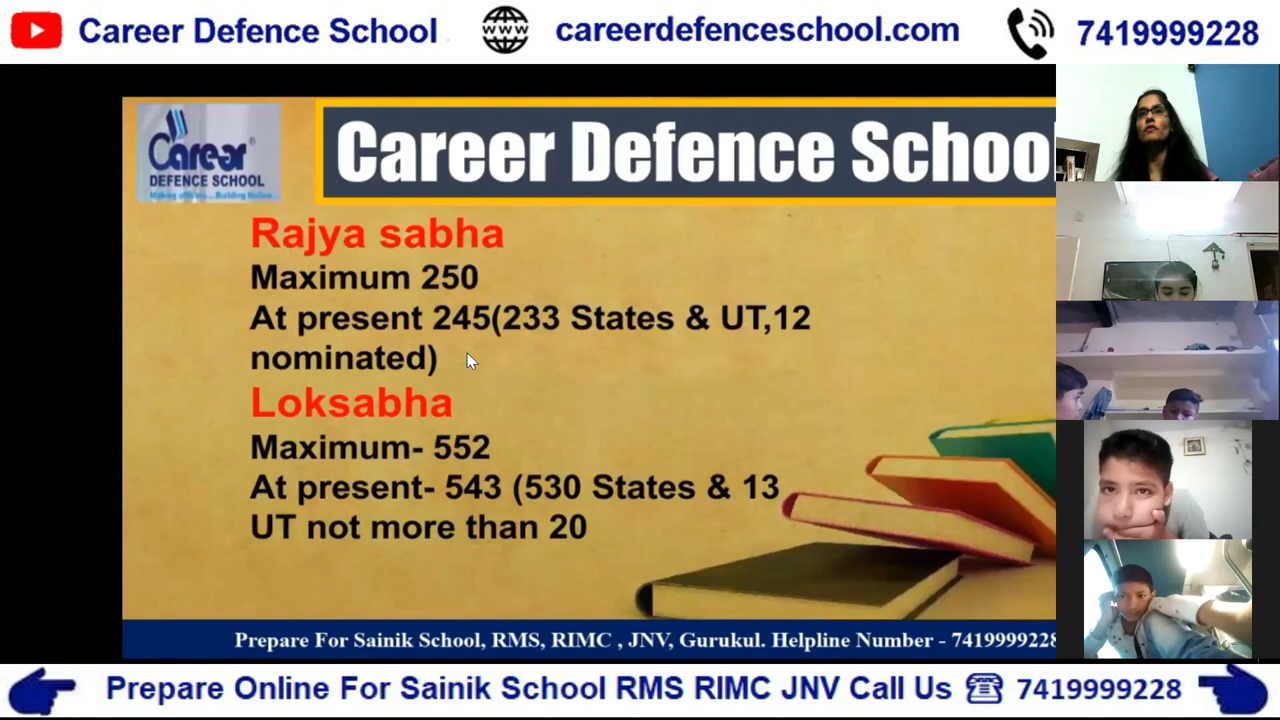 Career Defence School
www
careerdefenceschool.com
7419999228
Carear
DEFENCE SCHOOL
Career Defence School
Rajya sabha
Maximum 250
At present 245(233 States & UT,12
nominated)
Loksabha
Maximum- 552
At present- 543 (530 States & 13
UT not more than 20
Prepare For Sainik School, RMS, RIMC , JNV, Gurukul. Helpline Number - 7419999228
Prepare Online For Sainik School RMS RIMC JNV Call Us
7419999228